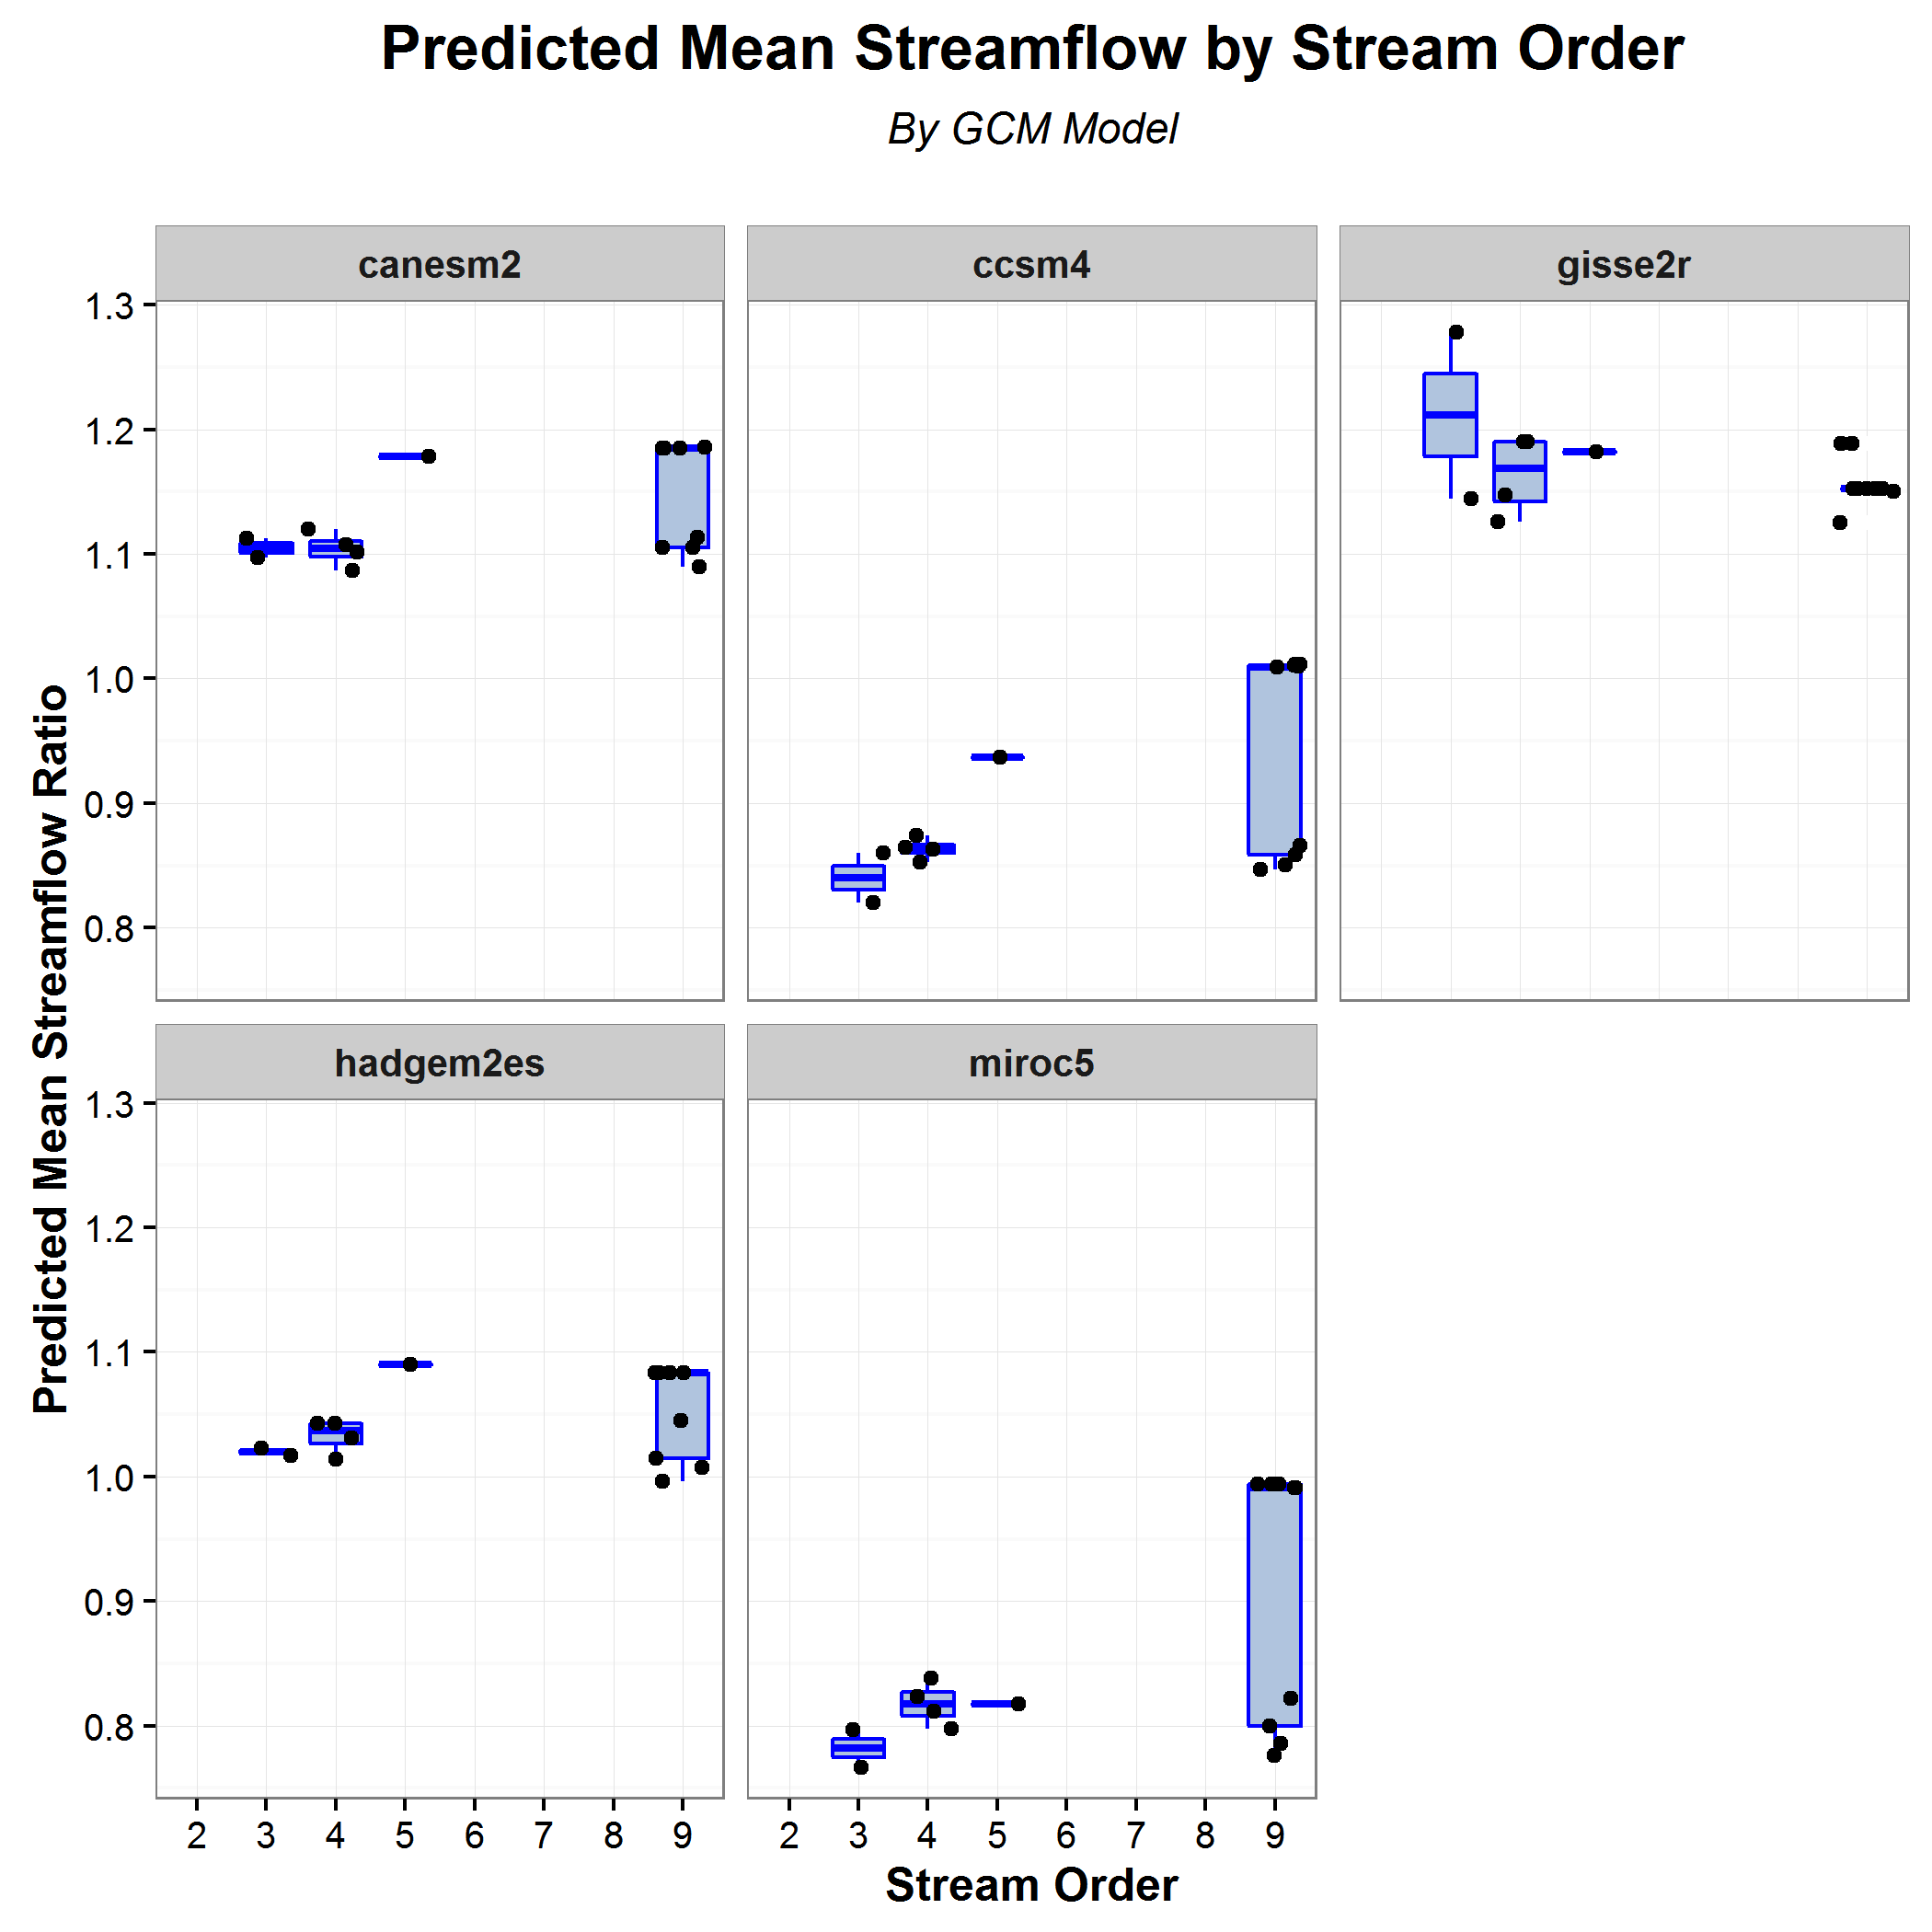 Predicted Mean Streamflow by Stream Order
By GCM Model
canesm2
ccsm4
gisse2r
1.3
1.2
1.1
1.0
0.9
0.8
Predicted Mean Streamflow Ratio
hadgem2es
miroc5
1.3
1.2
1.1
1.0
0.9
0.8
2 3 4 5 6 7 8 9
2 3 4 5 6 7 8 9
Stream Order